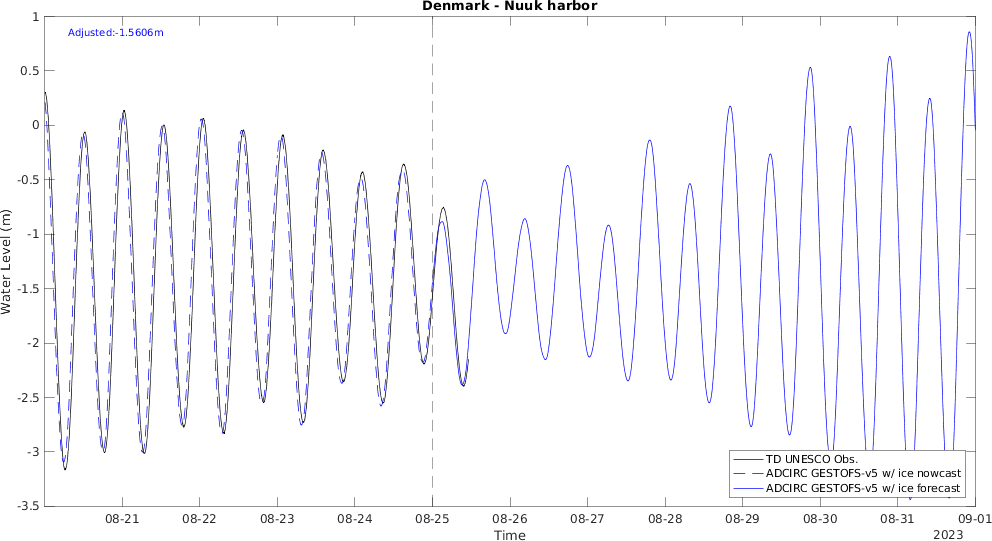 Denmark - Nuuk harbor
Adjusted:-1.5606m
1
0.5
0
-0.5
-1
-1.5
-2
-2.5
-3
-3.5
Water Level (m)
TD UNESCO Obs.
ADCIRC GESTOFS-v5 w/ ice nowcast
ADCIRC GESTOFS-v5 w/ ice forecast
08-21 08-22 08-23 08-24 08-25 08-26 08-27 08-28 08-29 08-30 08-31 09-01
Time
2023